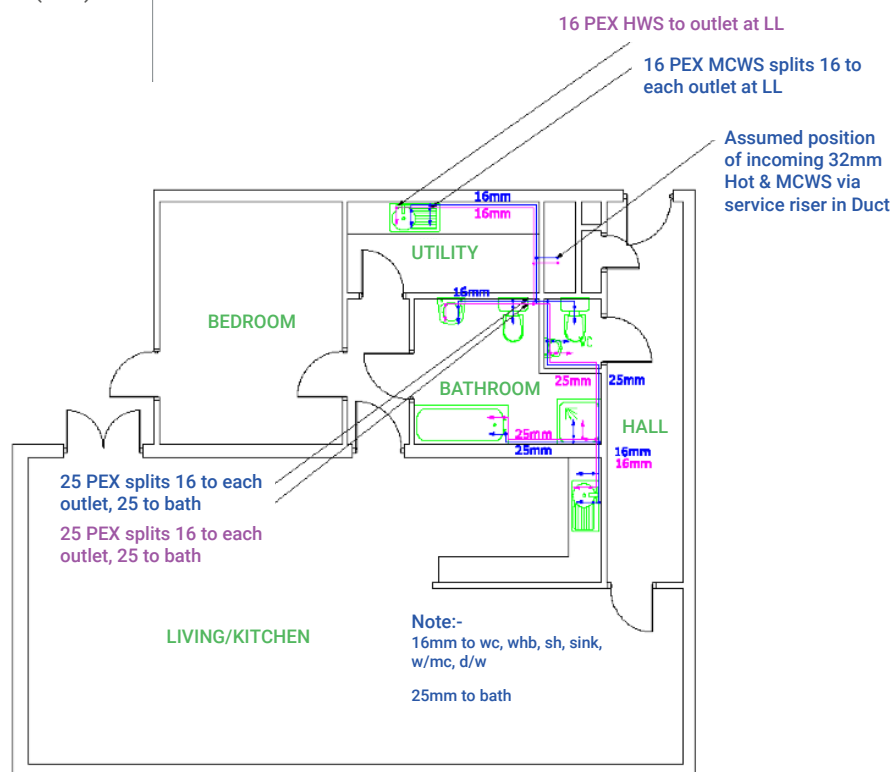 16 PEX HWS to outlet at LL
16 PEX MCWS splits 16 to
each outlet at LL
Assumed position
of incoming 32mm
Hot & MCWS via
service riser in Duct
16mm
16mm
UTILITY
16mm
BEDROOM
BATHROOM
25mm
25mm
HALL
25mm
25mm
16mm
16mm
25 PEX splits 16 to each
outlet, 25 to bath
25 PEX splits 16 to each
outlet, 25 to bath
LIVING/KITCHEN
Note:-
16mm to wc, whb, sh, sink,
w/mc, d/w
25mm to bath